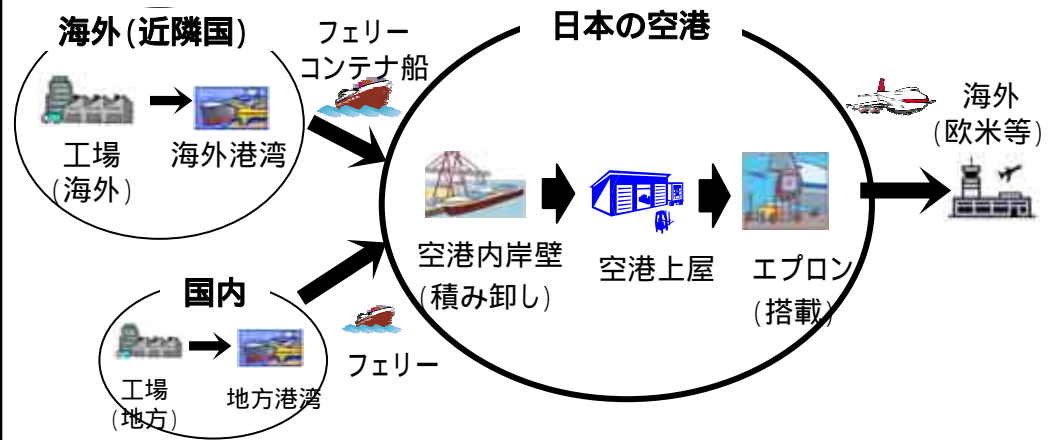 海外(近隣国)
工場
(海外)
海外港湾
フェリー
コンテナ船
国内
工場
(地方)
地方港湾
フェリー
日本の空港
空港内岸壁
(積み卸し)
空港上屋
エプロン
(搭載)
海外
(欧米等)